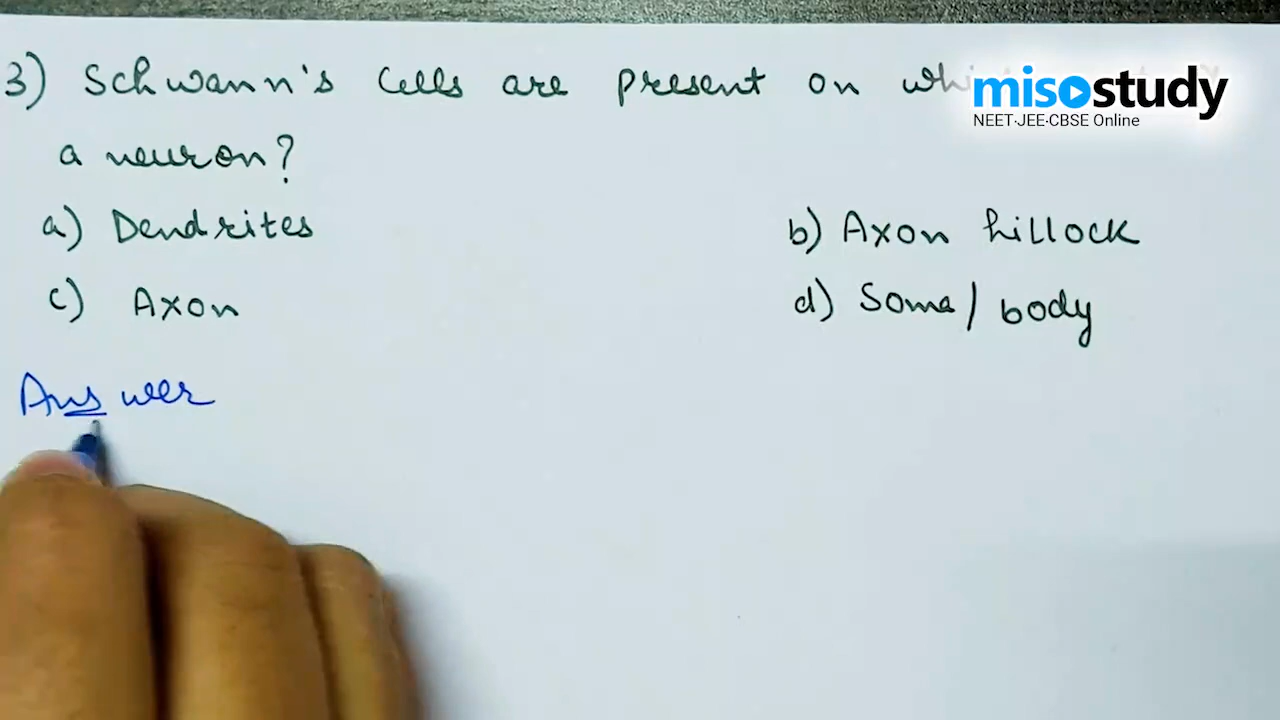 3) Schwann's Cells are present on
misostudy
NEET-JEE-CBSE Online
a neuron?
a) Dendrites
b) Axon hillock
c) Axon
d) Soma/body
Answer